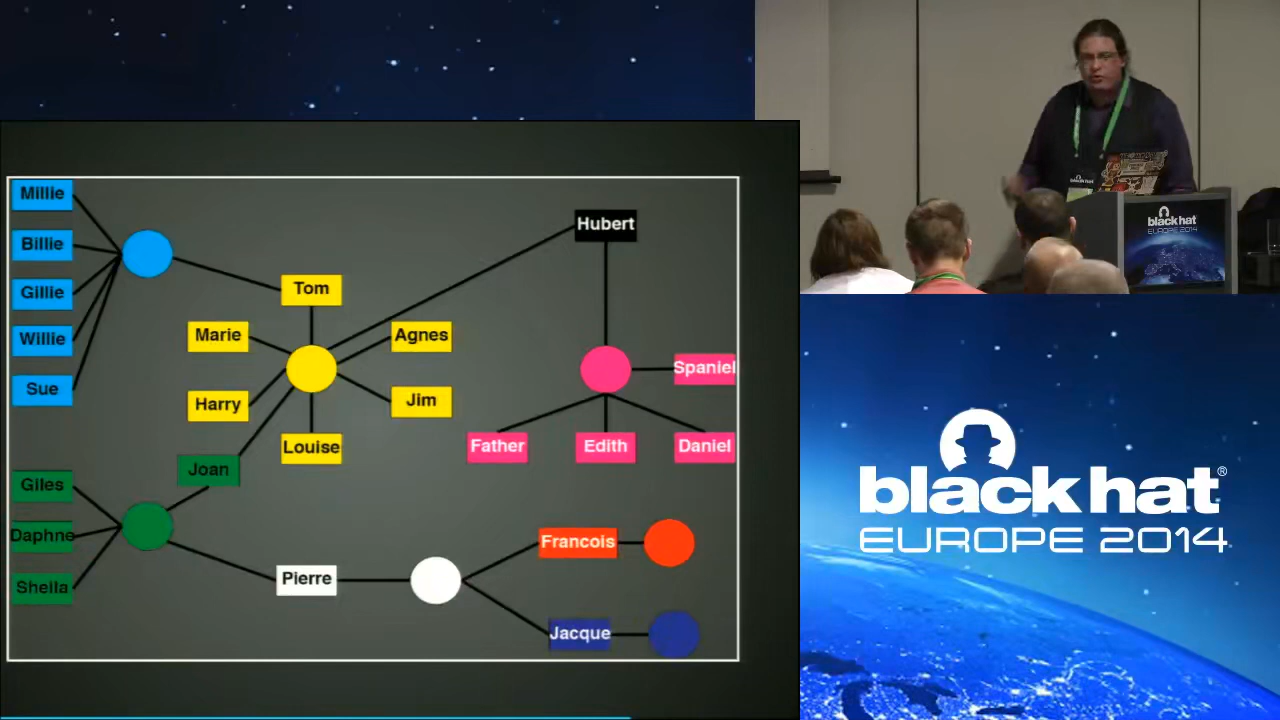 Millie
Billie
Gillie
Willie
Sue
Tom
Marie
Agnes
Harry
Jim
Louise
Joan
Giles
Daphne
Sheila
Pierre
Hubert
Spaniel
Father
Edith
Daniel
Francois
Jacque
black hat
EUROPE 2014
black hat®
EUROPE 2014